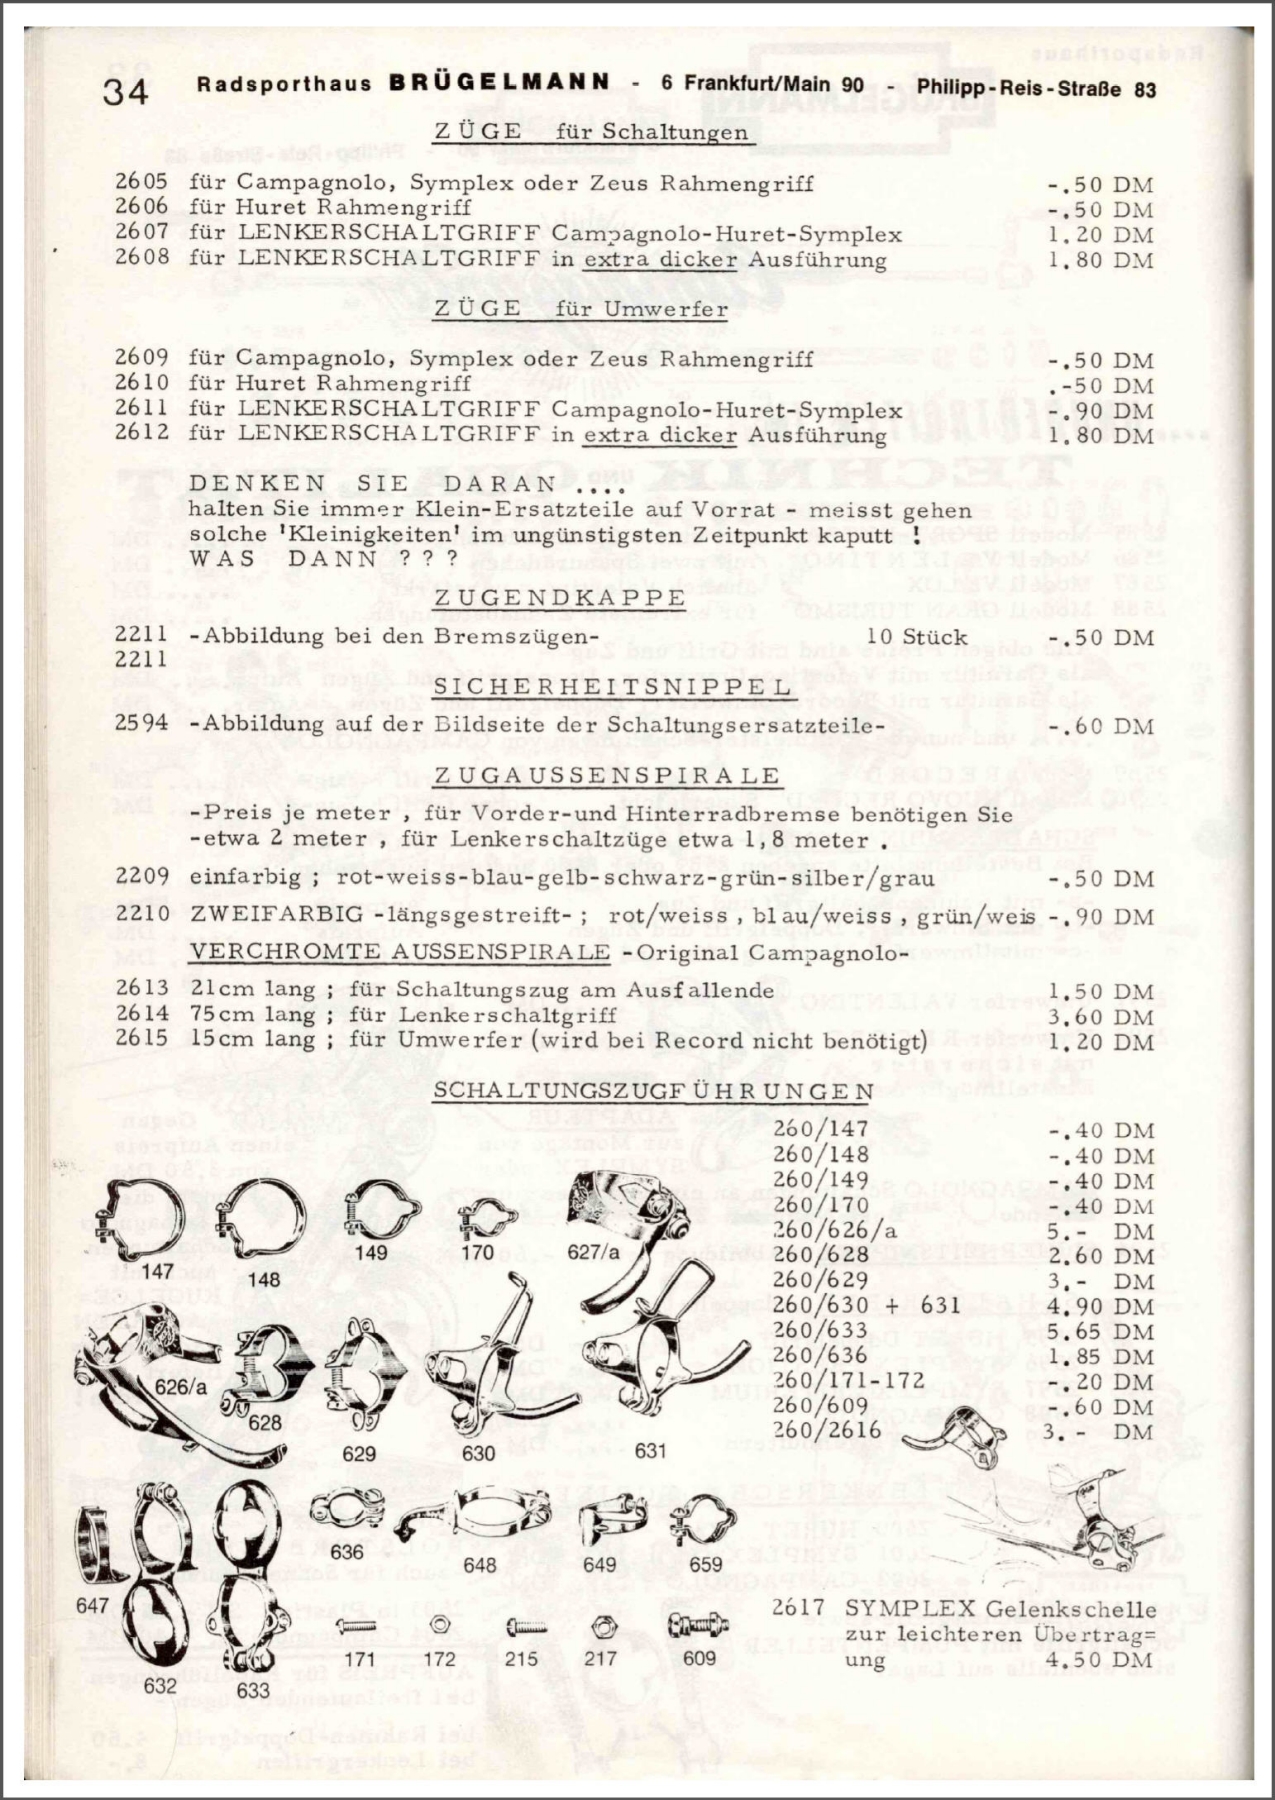 34 Radsporthaus BRÜGELMANN - 6 Frankfurt/Main 90 - Philipp-Reis-Straße 83
ZÜGE für Schaltungen
2605 für Campagnolo, Symplex oder Zeus Rahmengriff -.50 DM
2606 für Huret Rahmengriff -.50 DM
2607 für LENKERSCHALTGRIFF Campagnolo-Huret-Symplex 1.20 DM
2608 für LENKERSCHALTGRIFF in extra dicker Ausführung 1.80 DM
ZÜGE für Umwerfer
2609 für Campagnolo, Symplex oder Zeus Rahmengriff -.50 DM
2610 für Huret Rahmengriff .-50 DM
2611 für LENKERSCHALTGRIFF Campagnolo-Huret-Symplex -.90 DM
2612 für LENKERSCHALTGRIFF in extra dicker Ausführung 1.80 DM
DENKEN SIE DARAN ....
halten Sie immer Klein-Ersatzteile auf Vorrat - meisst gehen
solche 'Kleinigkeiten' im ungünstigsten Zeitpunkt kaputt !
WAS DANN ???
ZUGENDKAPPE
2211 -Abbildung bei den Bremszügen- 10 Stück -.50 DM
2211
SICHERHEITSNIPPEL
2594 -Abbildung auf der Bildseite der Schaltungsersatzteile- -.60 DM
ZUGAUSSENSPIRALE
-Preis je meter , für Vorder-und Hinterradbremse benötigen Sie
-etwa 2 meter , für Lenkerschaltzüge etwa 1,8 meter .
2209 einfarbig ; rot-weiss-blau-gelb-schwarz-grün-silber/grau -.50 DM
2210 ZWEIFARBIG -längsgestreift- ; rot/weiss , blau/weiss , grün/weis -.90 DM
VERCHROMTE AUSSENSPIRALE -Original Campagnolo-
2613 21cm lang ; für Schaltungszug am Ausfallende 1.50 DM
2614 75cm lang ; für Lenkerschaltgriff 3.60 DM
2615 15cm lang ; für Umwerfer (wird bei Record nicht benötigt) 1.20 DM
SCHALTUNGSZUGFÜHRUNGEN
260/147 -.40 DM
260/148 -.40 DM
260/149 -.40 DM
260/170 -.40 DM
260/626/a 5.- DM
260/628 2.60 DM
260/629 3.- DM
260/630 + 631 4.90 DM
260/633 5.65 DM
260/636 1.85 DM
260/171-172 -.20 DM
260/609 -.60 DM
260/2616 3.- DM
147 148 149 170 627/a
626/a 628 629 630 631
636 648 649 659
647
632 633 171 172 215 217 609
2617 SYMPLEX Gelenkschelle
zur leichteren Übertrag=
ung 4.50 DM